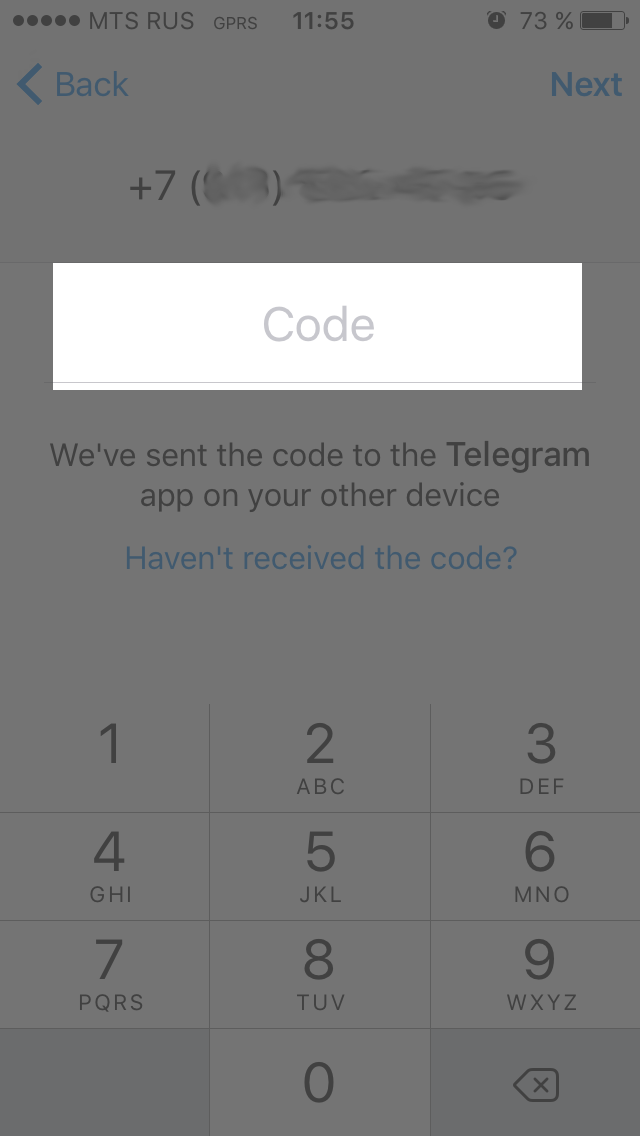 MTS RUS GPRS 11:55 73 %
Back Next
+7 ( )
Code
We've sent the code to the Telegram
app on your other device
Haven't received the code?
1 2 3
ABC DEF
4 5 6
GHI JKL MNO
7 8 9
PQRS TUV WXYZ
0